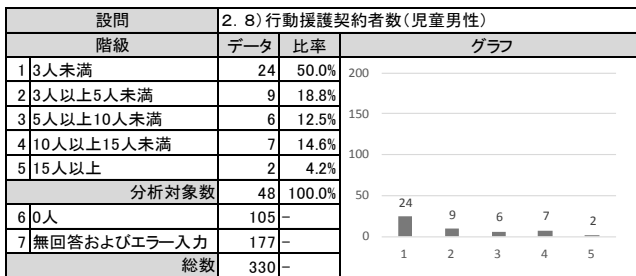 設問 2. 8)行動援護契約者数(児童男性)
階級 データ 比率 グラフ
1 3人未満 24 50.0%
2 3人以上5人未満 9 18.8%
3 5人以上10人未満 6 12.5%
4 10人以上15人未満 7 14.6%
5 15人以上 2 4.2%
分析対象数 48 100.0%
6 0人 105 -
7 無回答およびエラー入力 177 -
総数 330 -
200
150
100
50
0
24 9 6 7 2
1 2 3 4 5